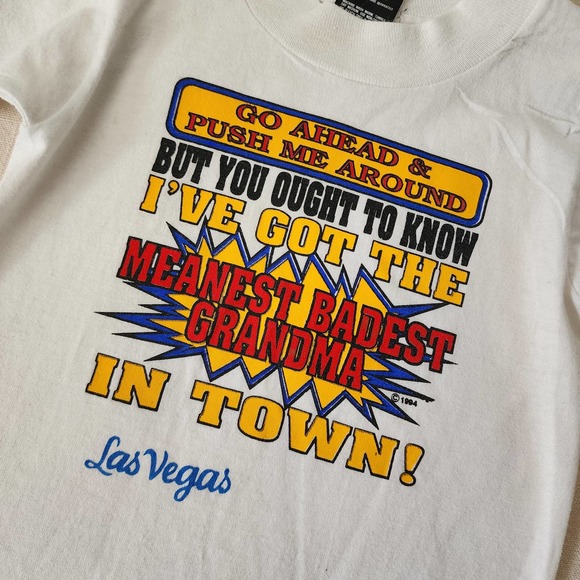 GO AHEAD &
PUSH ME AROUND
BUT YOU OUGHT TO KNOW
I'VE GOT THE
MEANEST BADEST
GRANDMA
© 1994
IN TOWN!
Las Vegas